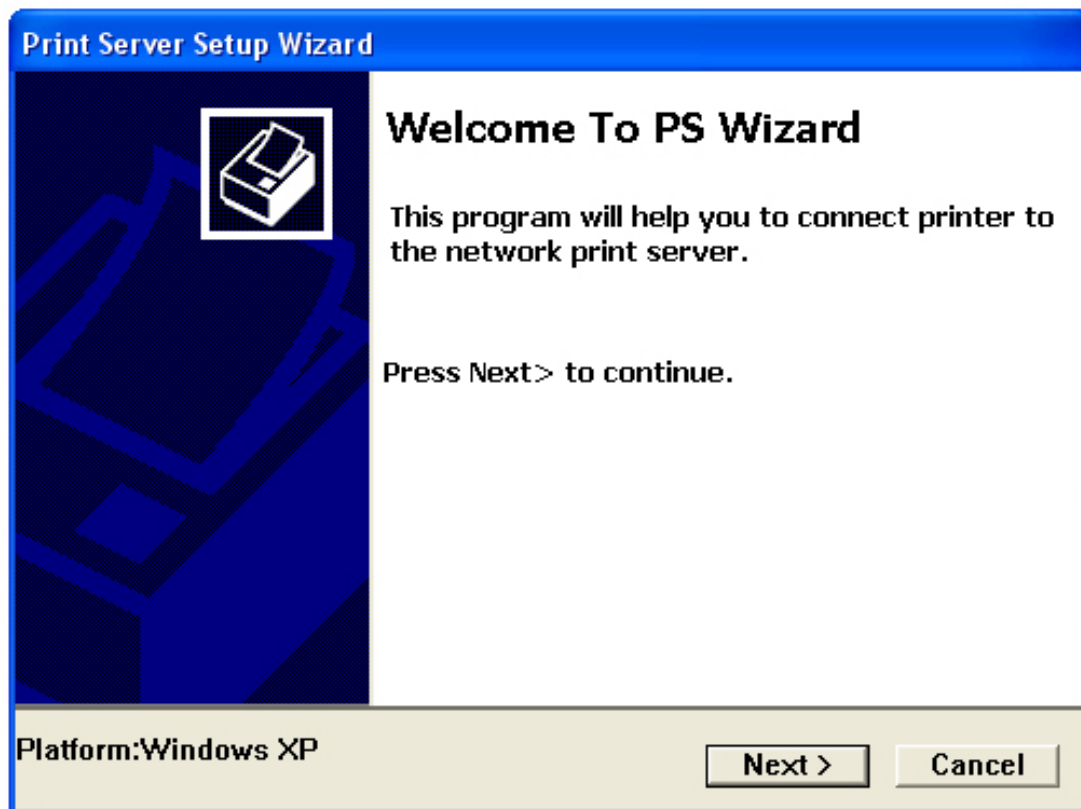 Print Server Setup Wizard
Welcome To PS Wizard
This program will help you to connect printer to
the network print server.
Press Next> to continue.
Platform:Windows XP
Next >
Cancel